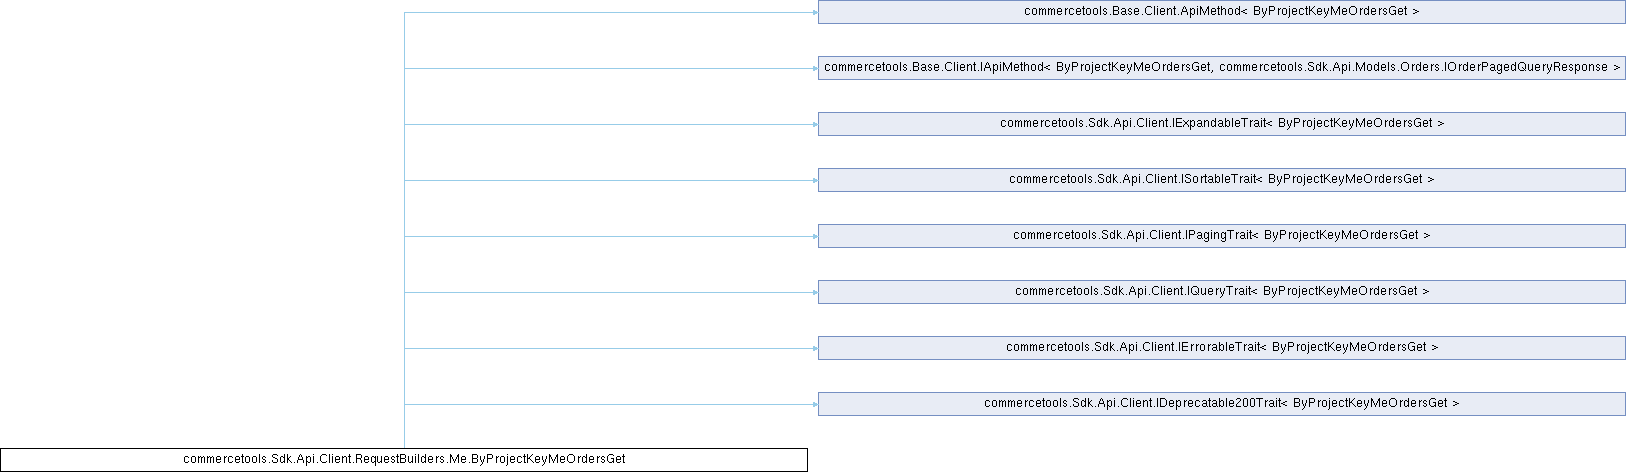 commercetools.Base.Client.ApiMethod< ByProjectKeyMeOrdersGet >
commercetools.Base.Client.IApiMethod< ByProjectKeyMeOrdersGet, commercetools.Sdk.Api.Models.Orders.IOrderPagedQueryResponse >
commercetools.Sdk.Api.Client.IExpandableTrait< ByProjectKeyMeOrdersGet >
commercetools.Sdk.Api.Client.ISortableTrait< ByProjectKeyMeOrdersGet >
commercetools.Sdk.Api.Client.IPagingTrait< ByProjectKeyMeOrdersGet >
commercetools.Sdk.Api.Client.IQueryTrait< ByProjectKeyMeOrdersGet >
commercetools.Sdk.Api.Client.IErrorableTrait< ByProjectKeyMeOrdersGet >
commercetools.Sdk.Api.Client.IDeprecatable200Trait< ByProjectKeyMeOrdersGet >
commercetools.Sdk.Api.Client.RequestBuilders.Me.ByProjectKeyMeOrdersGet